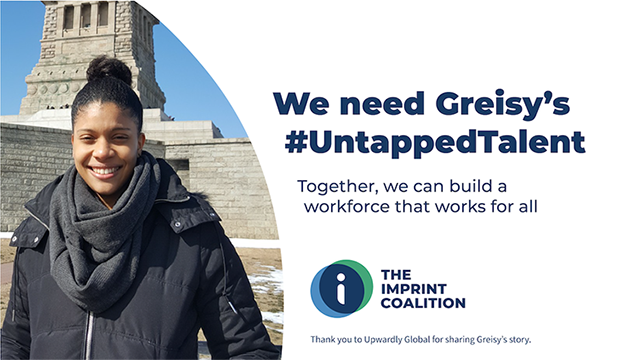 We need Greisy's
#UntappedTalent
Together, we can build a
workforce that works for all
i
THE
IMPRINT
COALITION
Thank you to Upwardly Global for sharing Greisy's story.